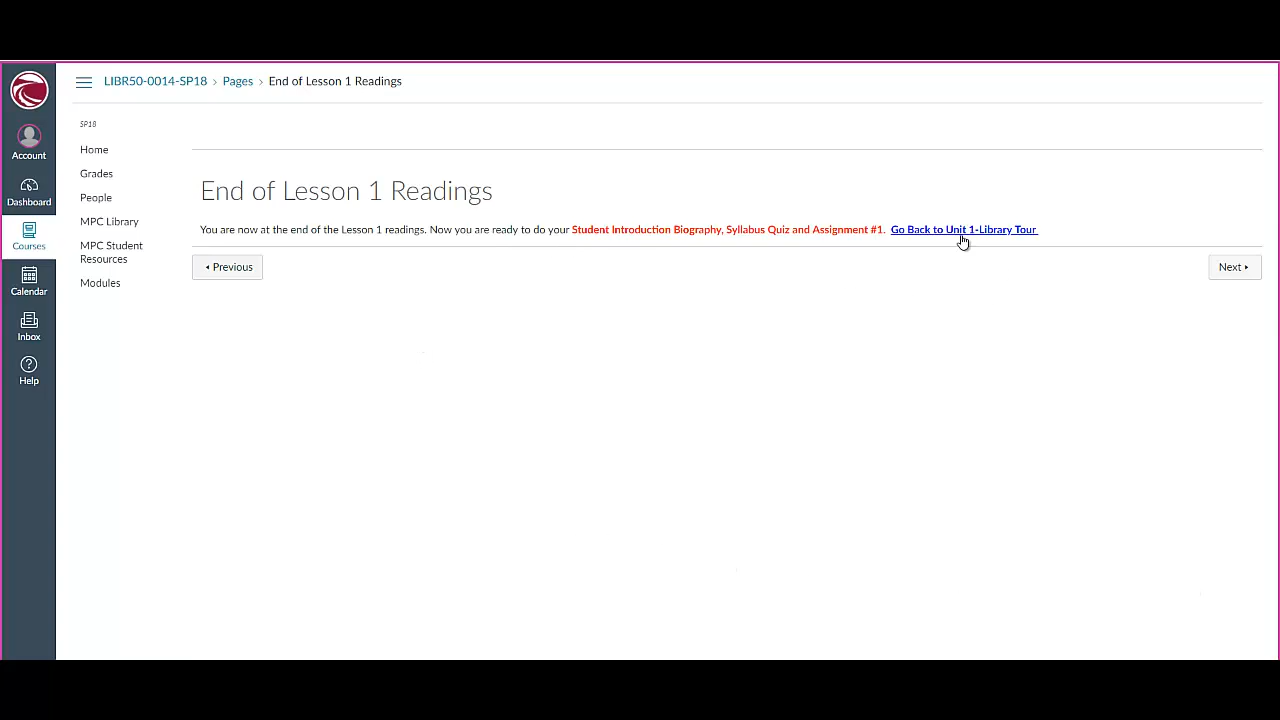 LIBR50-0014-SP18 › Pages › End of Lesson 1 Readings
Account
Dashboard
Courses
Calendar
Inbox
Help
SP18
Home
Grades
People
MPC Library
MPC Student
Resources
Modules
End of Lesson 1 Readings
You are now at the end of the Lesson 1 readings. Now you are ready to do your Student Introduction Biography, Syllabus Quiz and Assignment #1. Go Back to Unit 1-Library Tour
Previous
Next